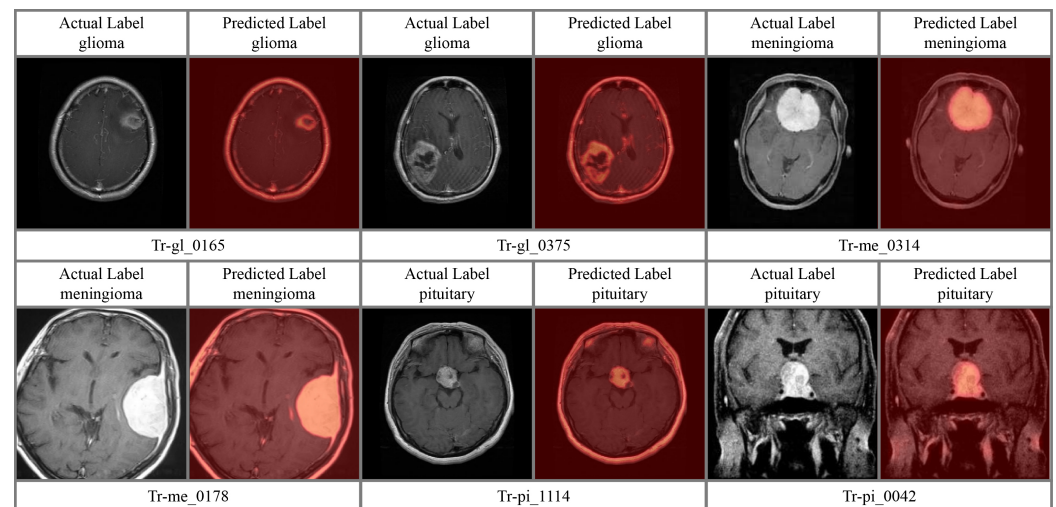 Actual Label
glioma
Predicted Label
glioma
Actual Label
glioma
Predicted Label
glioma
Actual Label
meningioma
Predicted Label
meningioma
Tr-gl_0165
Tr-gl_0375
Tr-me_0314
Actual Label
meningioma
Predicted Label
meningioma
Actual Label
pituitary
Predicted Label
pituitary
Actual Label
pituitary
Predicted Label
pituitary
Tr-me_0178
Tr-pi_1114
Tr-pi_0042